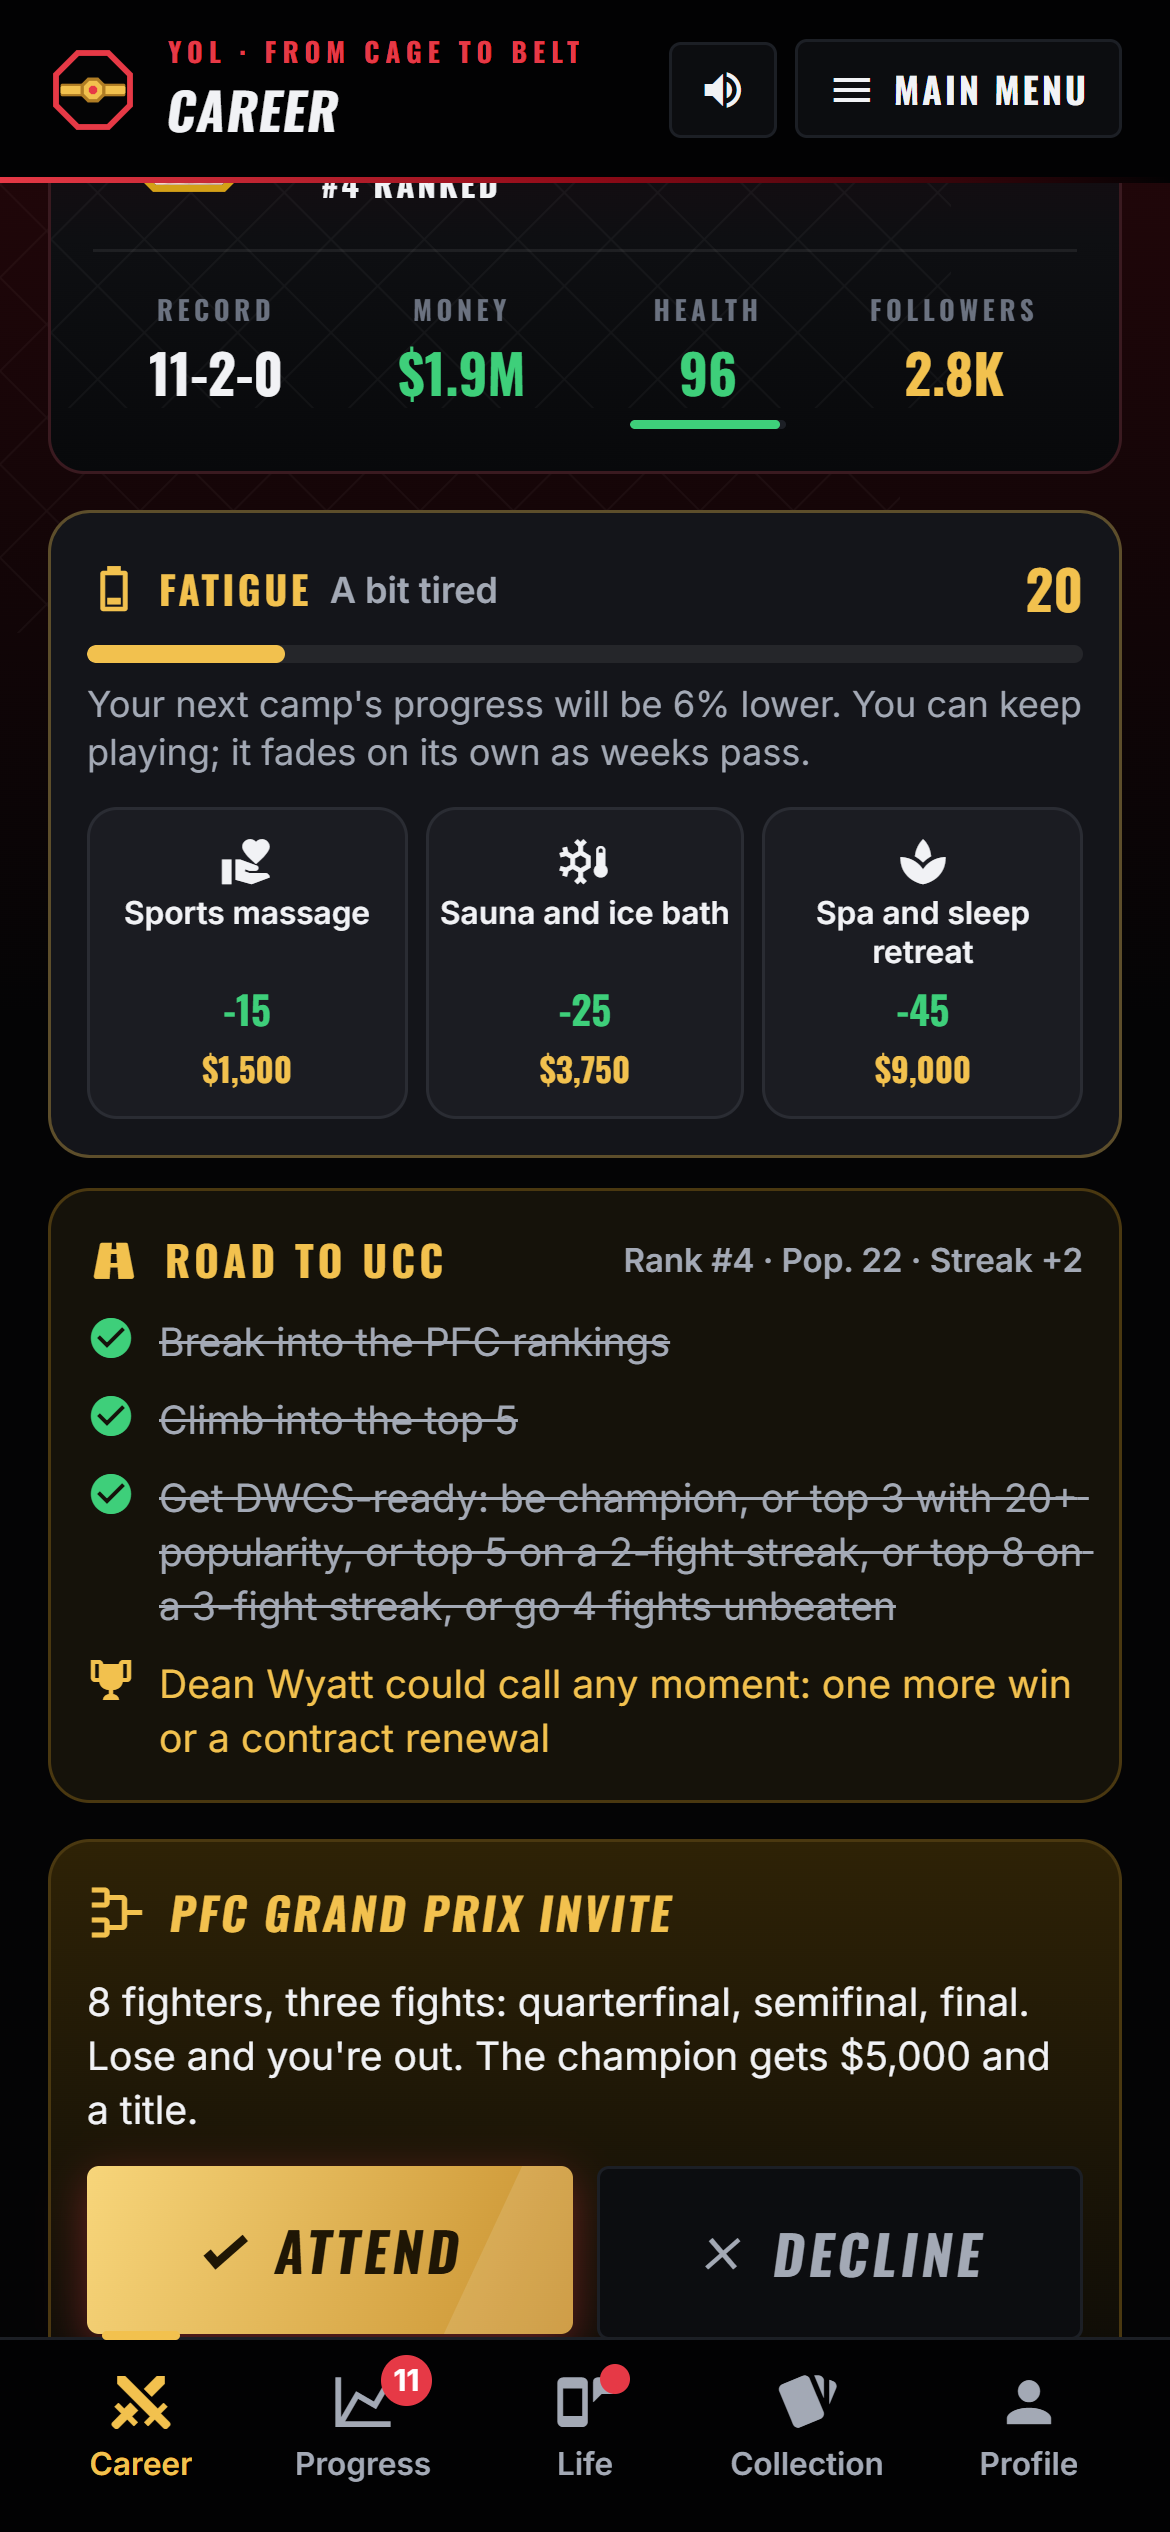 YOL · FROM CAGE TO BELT
CAREER
MAIN MENU
#4 RANKED
RECORD MONEY HEALTH FOLLOWERS
11-2-0 $1.9M 96 2.8K
FATIGUE A bit tired 20
Your next camp's progress will be 6% lower. You can keep
playing; it fades on its own as weeks pass.
Sports massage
-15
$1,500
Sauna and ice bath
-25
$3,750
Spa and sleep
retreat
-45
$9,000
ROAD TO UCC Rank #4 · Pop. 22 · Streak +2
Break into the PFC rankings
Climb into the top 5
Get DWCS-ready: be champion, or top 3 with 20+
popularity, or top 5 on a 2-fight streak, or top 8 on
a 3-fight streak, or go 4 fights unbeaten
Dean Wyatt could call any moment: one more win
or a contract renewal
PFC GRAND PRIX INVITE
8 fighters, three fights: quarterfinal, semifinal, final.
Lose and you're out. The champion gets $5,000 and
a title.
ATTEND DECLINE
11
Career Progress Life Collection Profile